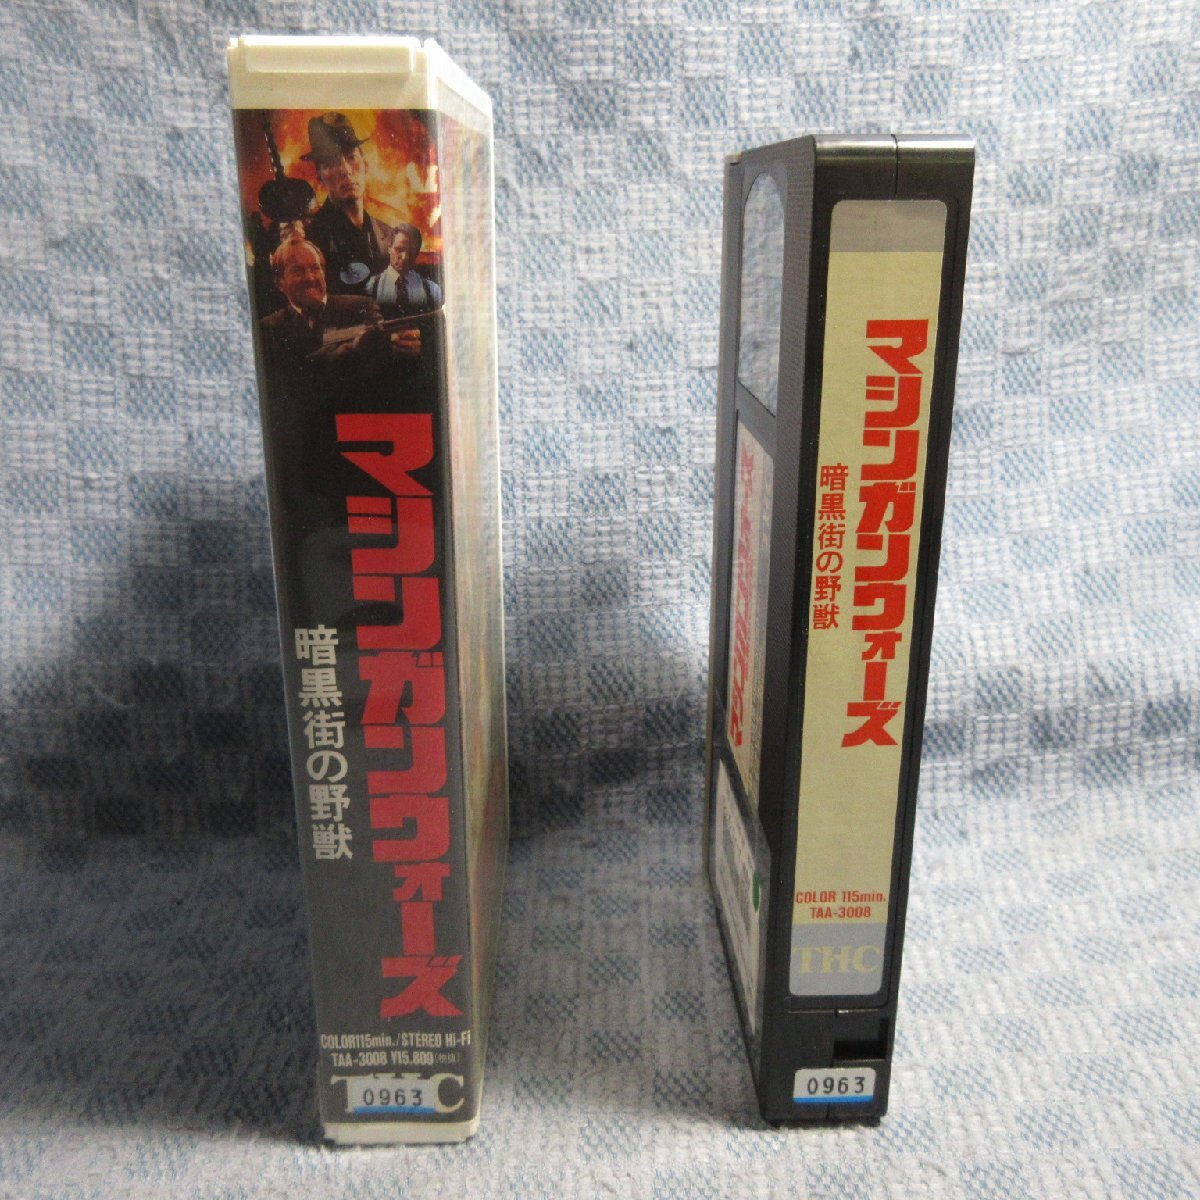 マシンガンウォーズ
暗黒街の野獣
COLOR115min./STEREO Hi-Fi
TAA-3008 ¥15,800(税抜)
0963
マシンガンウォーズ
暗黒街の野獣
COLOR 115min.
TAA-3008
THC
0963